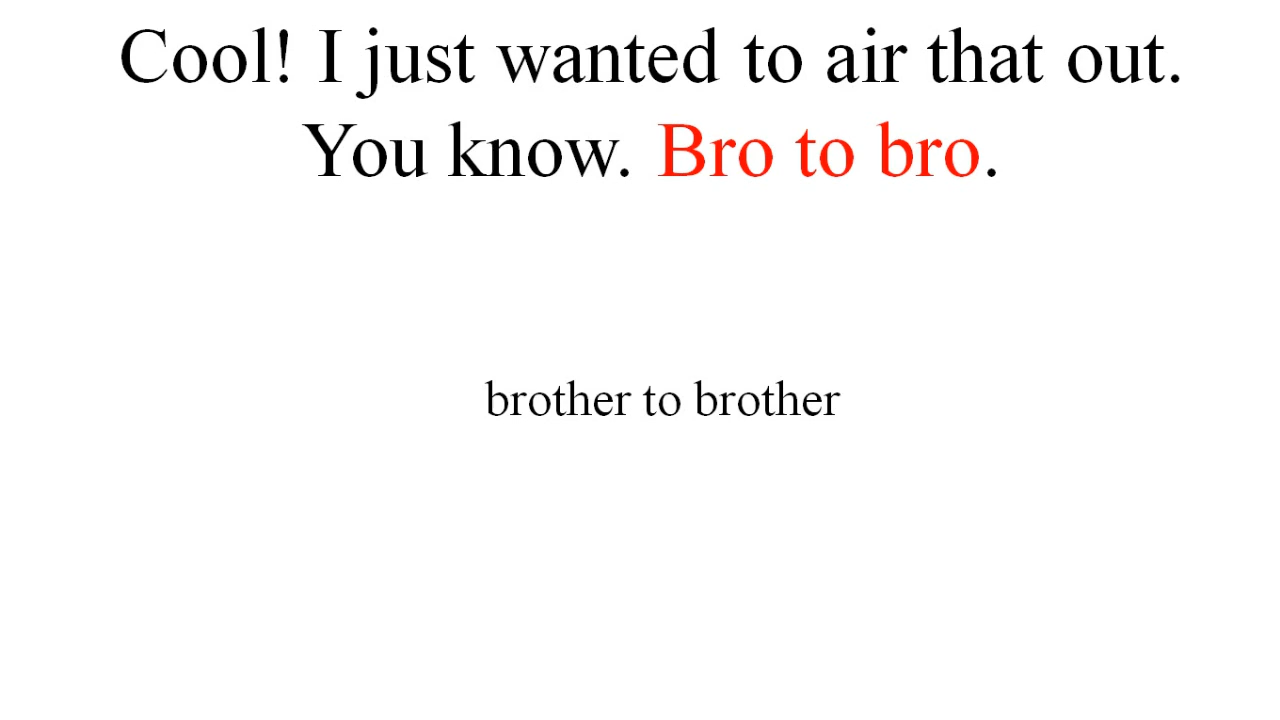 Cool! I just wanted to air that out.
You know. Bro to bro.
brother to brother